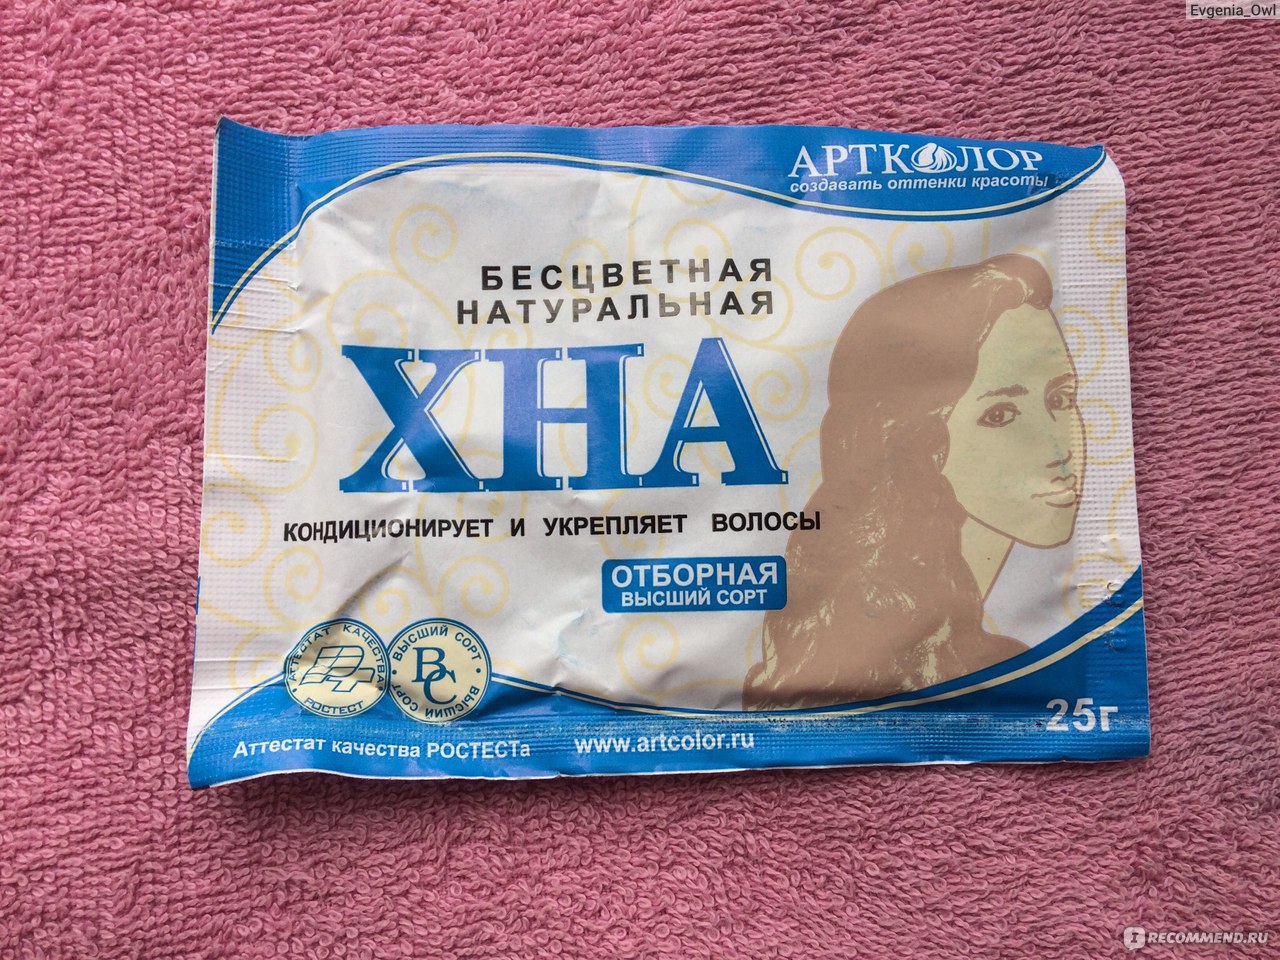 Evgenia_Owl
АРТКОЛОР
создавать оттенки красоты
БЕСЦВЕТНАЯ
НАТУРАЛЬНАЯ
ХНА
КОНДИЦИОНИРУЕТ И УКРЕПЛЯЕТ ВОЛОСЫ
ОТБОРНАЯ
ВЫСШИЙ СОРТ
АТТЕСТАТ КАЧЕСТВА
РОСТЕСТ
ВЫСШИЙ СОРТ • ВЫСШИЙ СОРТ •
ВС
25г
Аттестат качества РОСТЕСТа
www.artcolor.ru
IRECOMMEND.RU